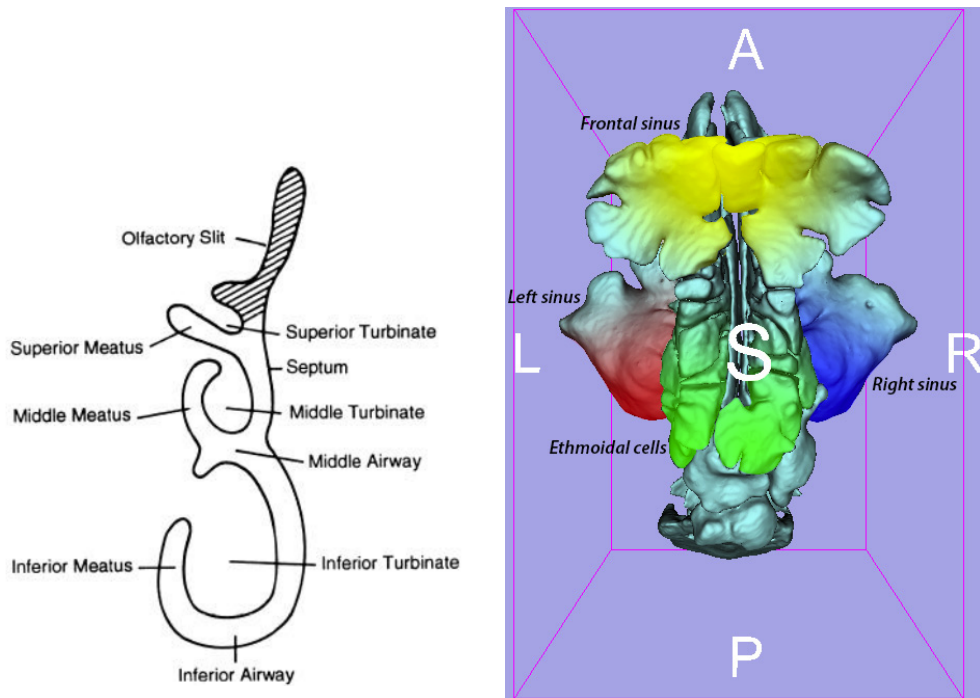 Olfactory Slit
Superior Turbinate
Superior Meatus
Septum
Middle Meatus
Middle Turbinate
Middle Airway
Inferior Meatus
Inferior Turbinate
Inferior Airway
A
Frontal sinus
Left sinus
L
S
R
Right sinus
Ethmoidal cells
P